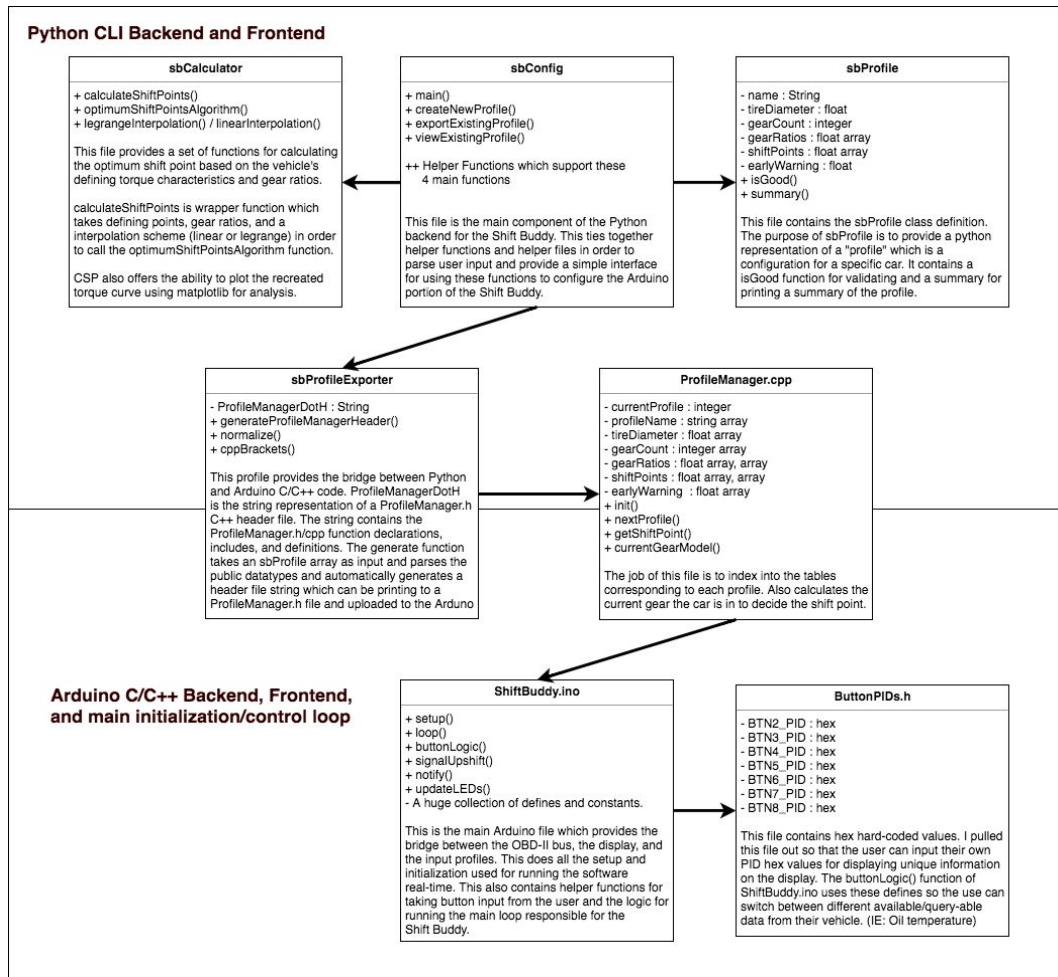 Python CLI Backend and Frontend
sbCalculator
+ calculateShiftPoints()
+ optimumShiftPointsAlgorithm()
+ legrangeInterpolation() / linearInterpolation()
This file provides a set of functions for calculating
the optimum shift point based on the vehicle's
defining torque characteristics and gear ratios.
calculateShiftPoints is wrapper function which
takes defining points, gear ratios, and a
interpolation scheme (linear or legrange) in order
to call the optimumShiftPointsAlgorithm function.
CSP also offers the ability to plot the recreated
torque curve using matplotlib for analysis.
sbConfig
+ main()
+ createNewProfile()
+ exportExistingProfile()
+ viewExistingProfile()
++ Helper Functions which support these
4 main functions
This file is the main component of the Python
backend for the Shift Buddy. This ties together
helper functions and helper files in order to
parse user input and provide a simple interface
for using these functions to configure the Arduino
portion of the Shift Buddy.
sbProfile
- name : String
- tireDiameter : float
- gearCount : integer
- gearRatios : float array
- shiftPoints : float array
- earlyWarning : float
+ isGood()
+ summary()
This file contains the sbProfile class definition.
The purpose of sbProfile is to provide a python
representation of a "profile" which is a
configuration for a specific car. It contains a
isGood function for validating and a summary for
printing a summary of the profile.
sbProfileExporter
- ProfileManagerDotH : String
+ generateProfileManagerHeader()
+ normalize()
+ cppBrackets()
This profile provides the bridge between Python
and Arduino C/C++ code. ProfileManagerDotH
is the string representation of a ProfileManager.h
C++ header file. The string contains the
ProfileManager.h/cpp function declarations,
includes, and definitions. The generate function
takes an sbProfile array as input and parses the
public datatypes and automatically generates a
header file string which can be printing to a
ProfileManager.h file and uploaded to the Arduno
ProfileManager.cpp
- currentProfile : integer
- profileName : string array
- tireDiameter : float array
- gearCount : integer array
- gearRatios : float array, array
- shiftPoints : float array, array
- earlyWarning : float array
+ init()
+ nextProfile()
+ getShiftPoint()
+ currentGearModel()
The job of this file is to index into the tables
corresponding to each profile. Also calculates the
current gear the car is in to decide the shift point.
Arduino C/C++ Backend, Frontend,
and main initialization/control loop
ShiftBuddy.ino
+ setup()
+ loop()
+ buttonLogic()
+ signalUpshift()
+ notify()
+ updateLEDs()
- A huge collection of defines and constants.
This is the main Arduino file which provides the
bridge between the OBD-II bus, the display, and
the input profiles. This does all the setup and
initialization used for running the software
real-time. This also contains helper functions for
taking button input from the user and the logic for
running the main loop responsible for the
Shift Buddy.
ButtonPIDs.h
- BTN2_PID : hex
- BTN3_PID : hex
- BTN4_PID : hex
- BTN5_PID : hex
- BTN6_PID : hex
- BTN7_PID : hex
- BTN8_PID : hex
This file contains hex hard-coded values. I pulled
this file out so that the user can input their own
PID hex values for displaying unique information
on the display. The buttonLogic() function of
ShiftBuddy.ino uses these defines so the use can
switch between different available/query-able
data from their vehicle. (IE: Oil temperature)